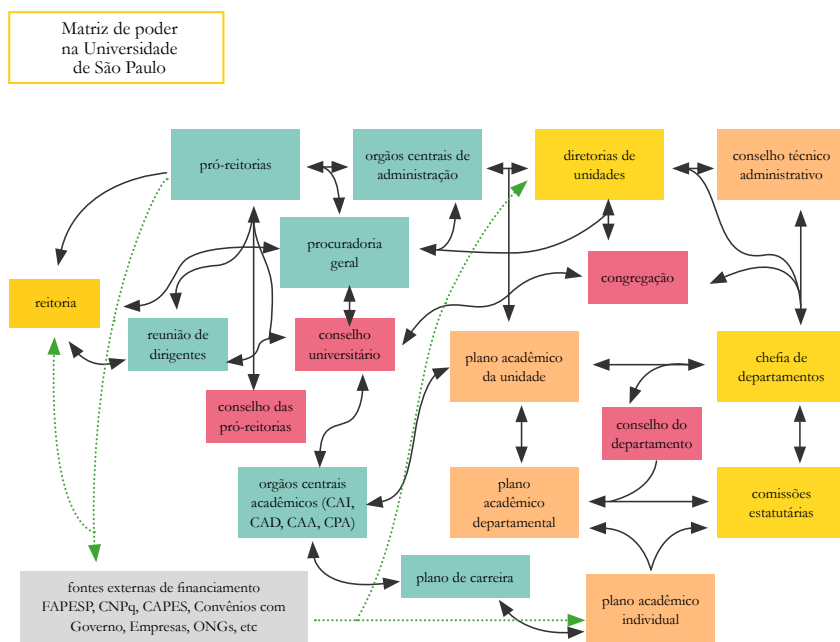 Matriz de poder
na Universidade
de São Paulo
pró-reitorias
orgãos centrais de
administração
diretorias de
unidades
conselho técnico
administrativo
procuradoria
geral
congregação
reitoria
reunião de
dirigentes
conselho
universitário
plano acadêmico
da unidade
chefia de
departamentos
conselho das
pró-reitorias
conselho do
departamento
orgãos centrais
acadêmicos (CAI,
CAD, CAA, CPA)
plano
acadêmico
departamental
comissões
estatutárias
fontes externas de financiamento
FAPESP, CNPq, CAPES, Convênios com
Governo, Empresas, ONGs, etc
plano de carreira
plano acadêmico
individual